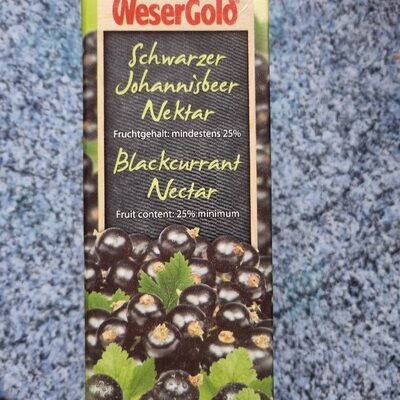 WeserGold
Schwarzer
Johannisbeer
Nektar
Fruchtgehalt: mindestens 25%
Blackcurrant
Nectar
Fruit content: 25% minimum